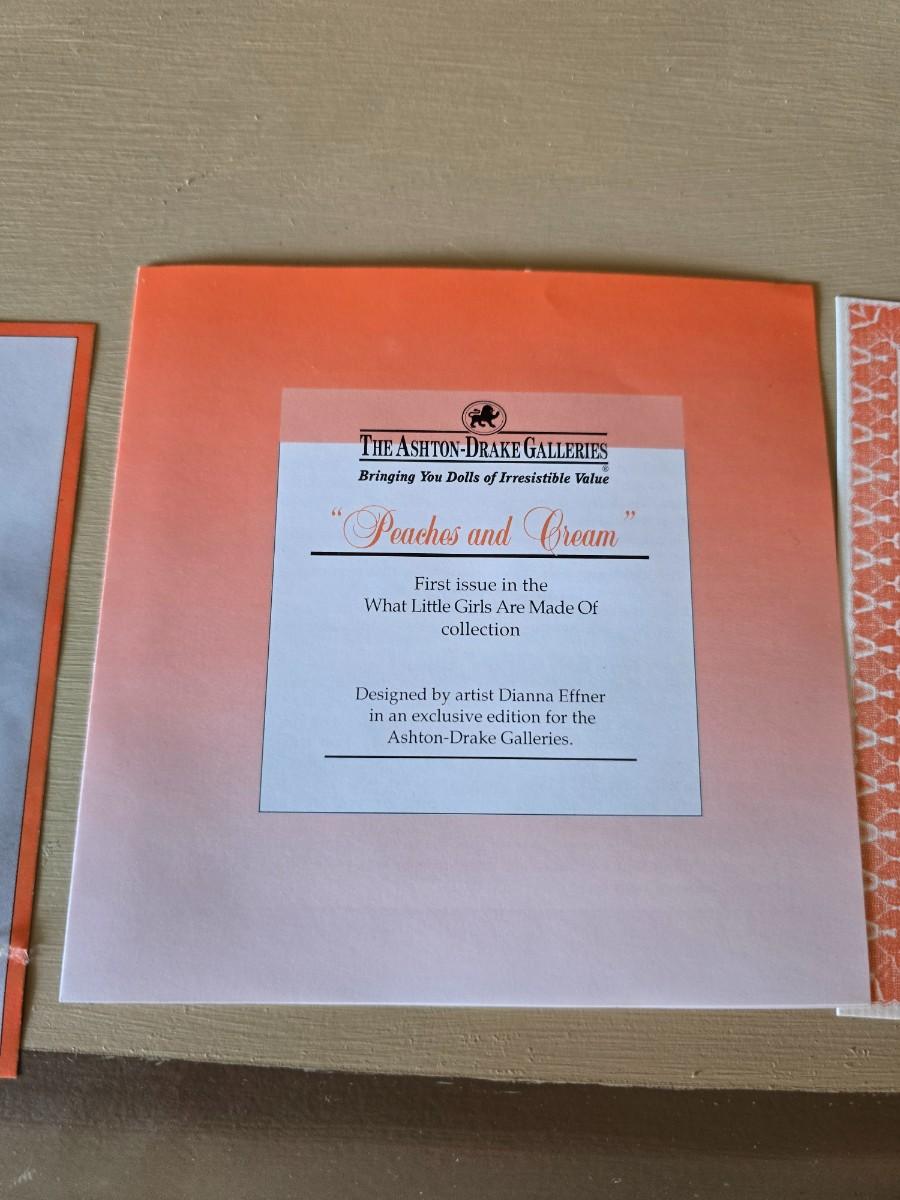 THE ASHTON-DRAKE GALLERIES
®
Bringing You Dolls of Irresistible Value
“Peaches and Cream”
First issue in the
What Little Girls Are Made Of
collection
Designed by artist Dianna Effner
in an exclusive edition for the
Ashton-Drake Galleries.